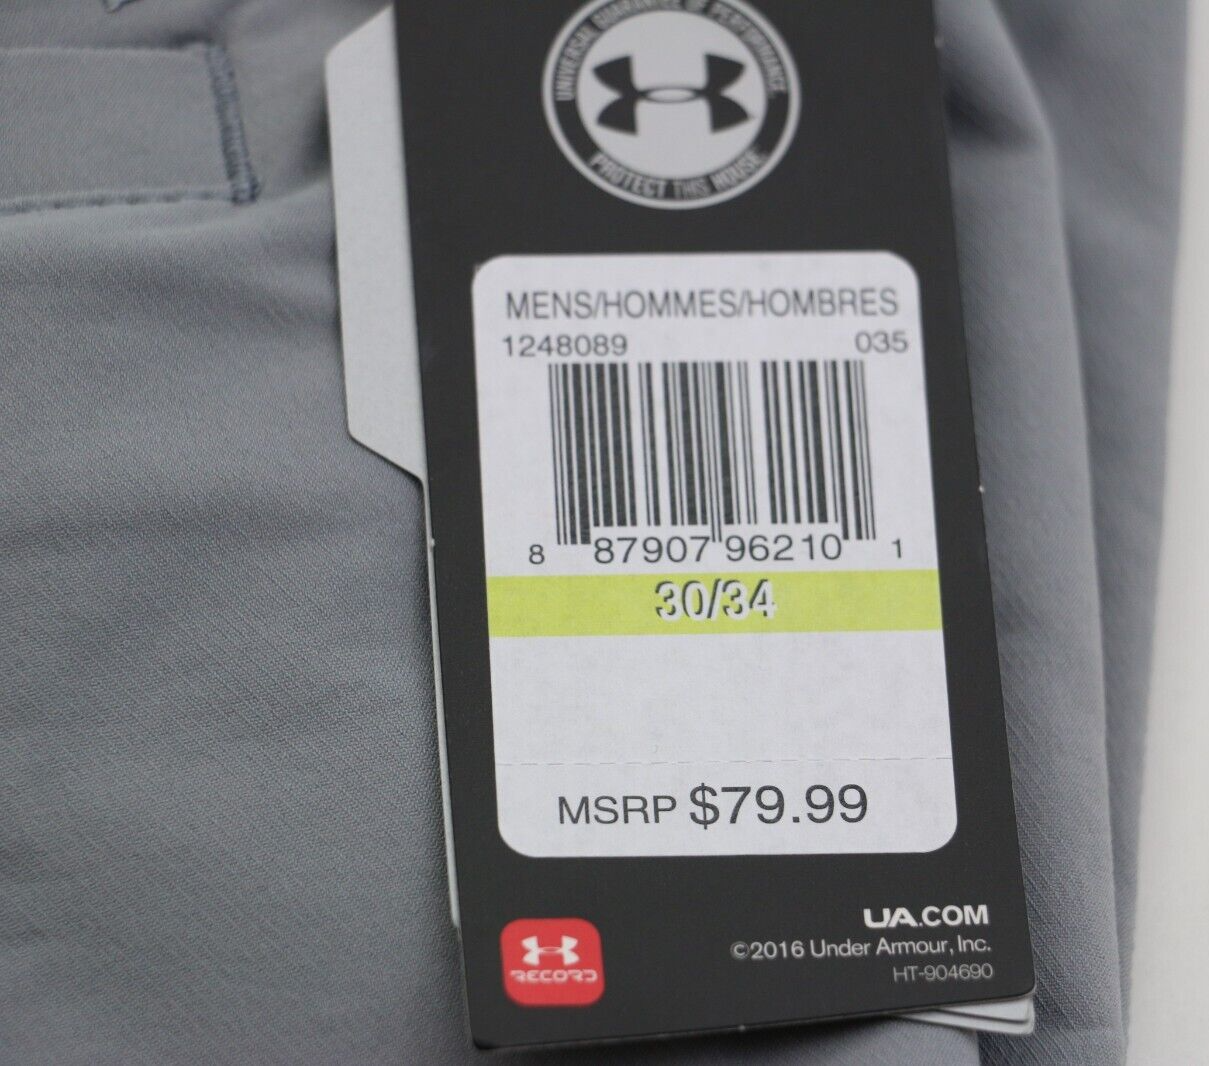 UNIVERSAL GUARANTEE OF PERFORMANCE
PROTECT THIS HOUSE
MENS/HOMMES/HOMBRES
1248089 035
8 87907 96210 1
30/34
MSRP $79.99
UA.COM
©2016 Under Armour, Inc.
HT-904690
RECORD